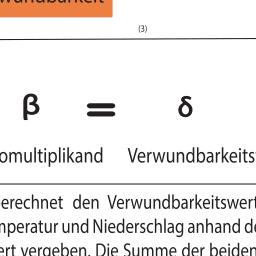 wundbarkeit
(3)
β = δ
omultiplikand Verwundbarkeits
erechnet den Verwundbarkeitswert
mperatur und Niederschlag anhand de
ert vergeben. Die Summe der beiden